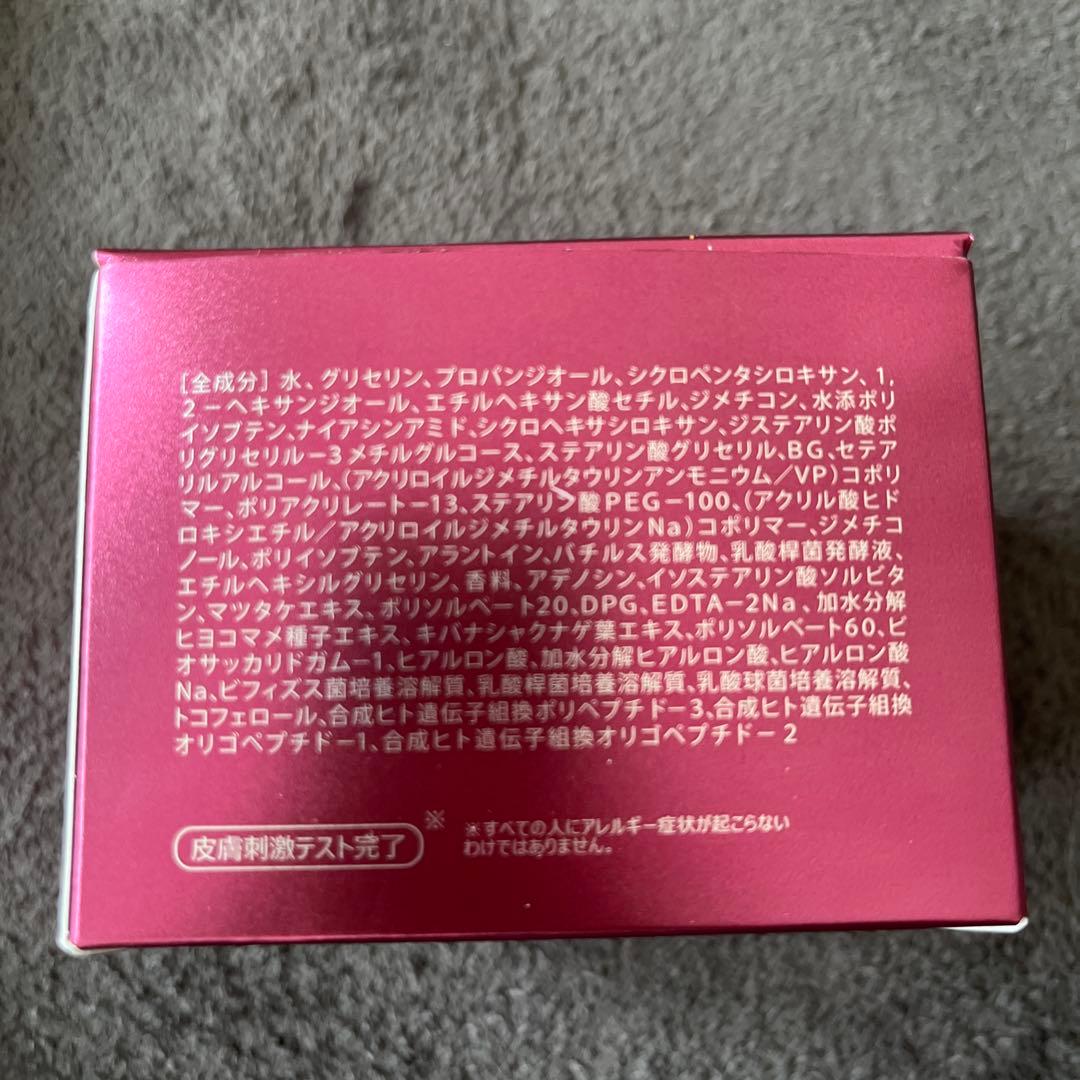 [全成分] 水、グリセリン、プロパンジオール、シクロペンタシロキサン、1,
2－ヘキサンジオール、エチルヘキサン酸セチル、ジメチコン、水添ポリ
イソブテン、ナイアシンアミド、シクロヘキサシロキサン、ジステアリン酸ポ
リグリセリル－3メチルグルコース、ステアリン酸グリセリル、BG、セテア
リルアルコール、(アクリロイルジメチルタウリンアンモニウム／VP)コポリ
マー、ポリアクリレート－13、ステアリン酸PEG－100、(アクリル酸ヒド
ロキシエチル／アクリロイルジメチルタウリンNa)コポリマー、ジメチコ
ノール、ポリイソブテン、アラントイン、バチルス発酵物、乳酸桿菌発酵液、
エチルヘキシルグリセリン、香料、アデノシン、イソステアリン酸ソルビタ
ン、マツタケエキス、ポリソルベート20、DPG、EDTA－2Na、加水分解
ヒヨコマメ種子エキス、キバナシャクナゲ葉エキス、ポリソルベート60、ビ
オサッカリドガム－1、ヒアルロン酸、加水分解ヒアルロン酸、ヒアルロン酸
Na、ビフィズス菌培養溶解質、乳酸桿菌培養溶解質、乳酸球菌培養溶解質、
トコフェロール、合成ヒト遺伝子組換ポリペプチド－3、合成ヒト遺伝子組換
オリゴペプチド－1、合成ヒト遺伝子組換オリゴペプチド－2
皮膚刺激テスト完了※
※すべての人にアレルギー症状が起こらない
わけではありません。